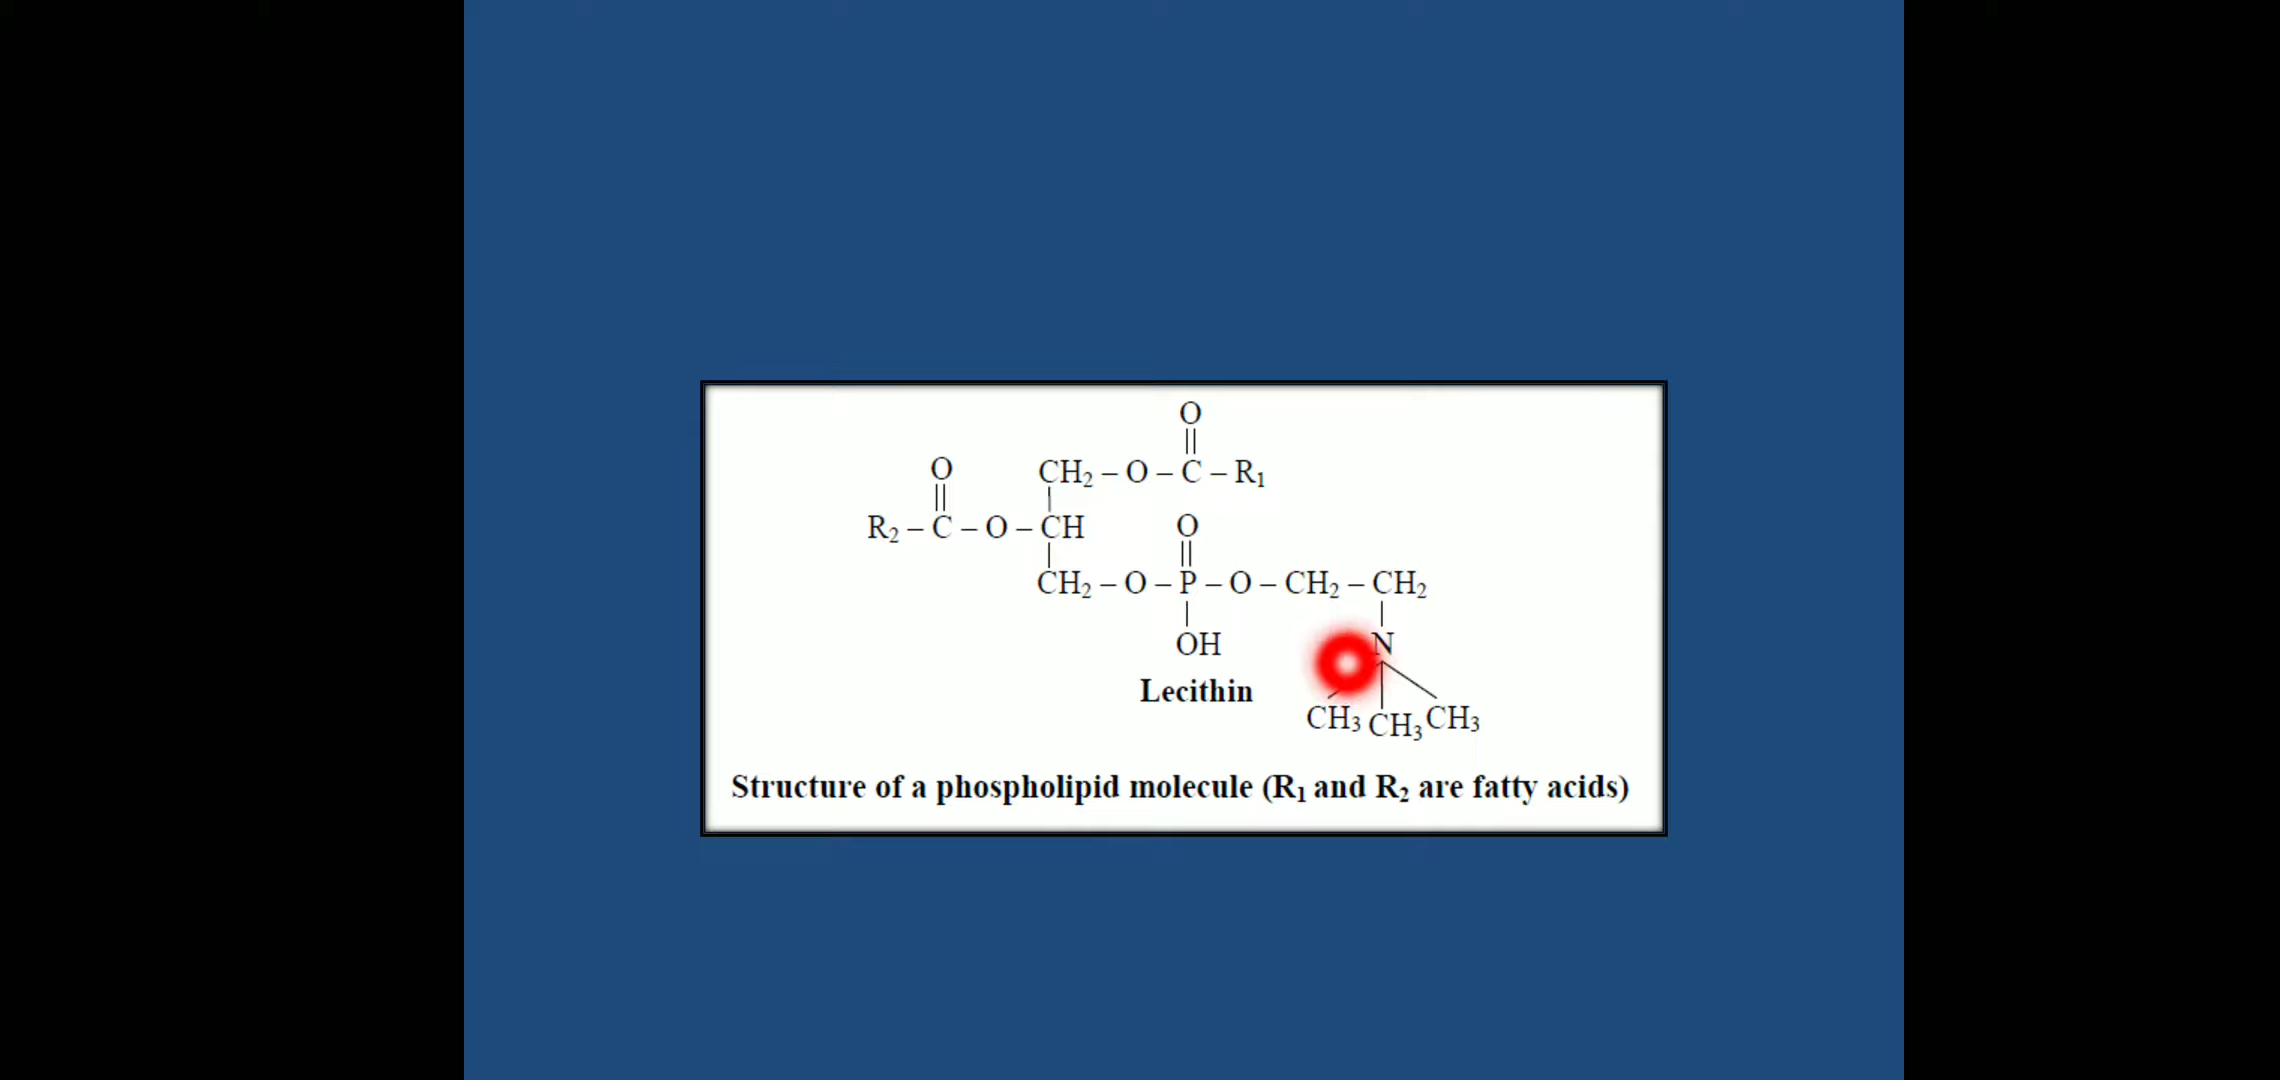 O
O CH₂ – O – C – R₁
R₂ – C – O – CH O
CH₂ – O – P – O – CH₂ – CH₂
OH N
Lecithin
CH₃ CH₃ CH₃
Structure of a phospholipid molecule (R₁ and R₂ are fatty acids)